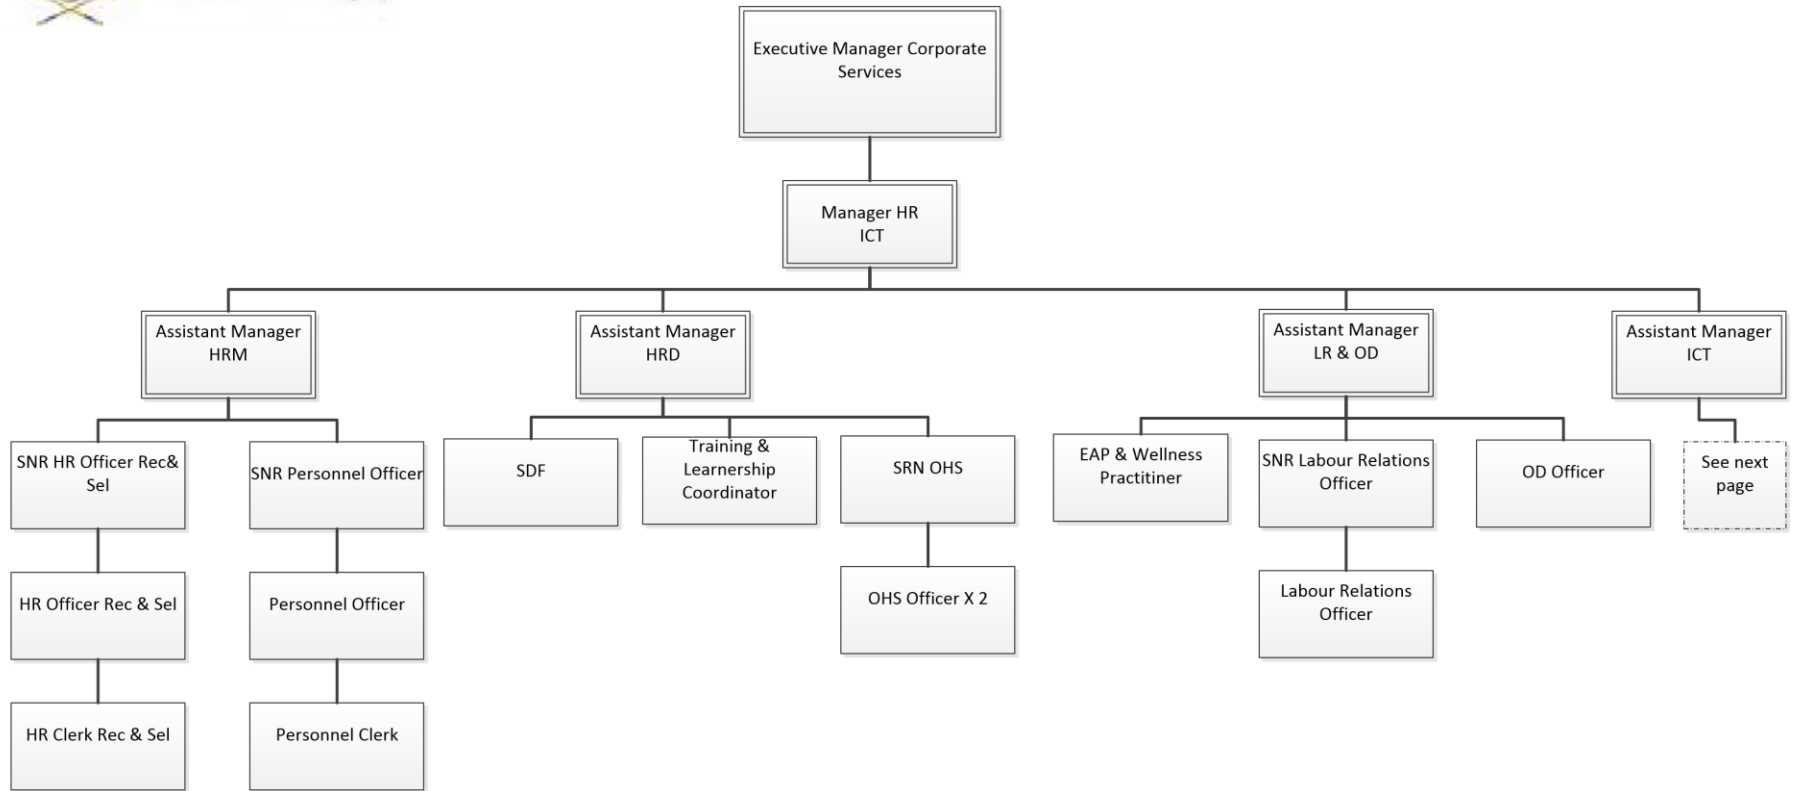 Executive Manager Corporate
Services
Manager HR
ICT
Assistant Manager
HRM
Assistant Manager
HRD
Assistant Manager
LR & OD
Assistant Manager
ICT
SNR HR Officer Rec&
Sel
SNR Personnel Officer
SDF
Training &
Learnership
Coordinator
SRN OHS
EAP & Wellness
Practitiner
SNR Labour Relations
Officer
OD Officer
See next
page
HR Officer Rec & Sel
Personnel Officer
OHS Officer X 2
Labour Relations
Officer
HR Clerk Rec & Sel
Personnel Clerk